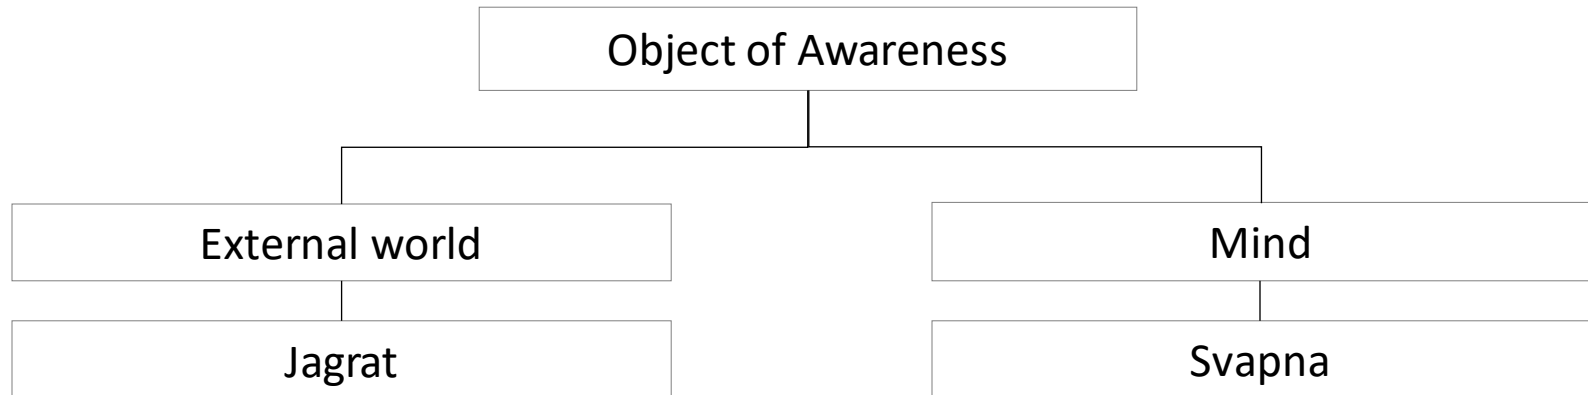 Object of Awareness
External world
Mind
Jagrat
Svapna